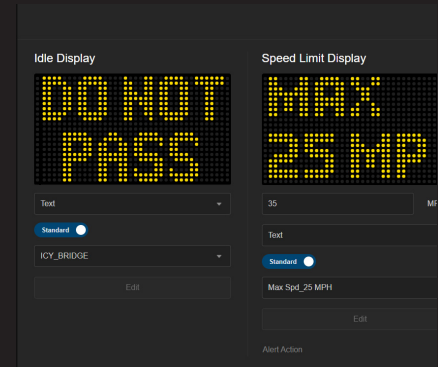 Idle Display
DO NOT
PASS
Text
Standard
ICY_BRIDGE
Edit
Speed Limit Display
MAX
25 MP
35
MP
Text
Standard
Max Spd_25 MPH
Edit
Alert Action